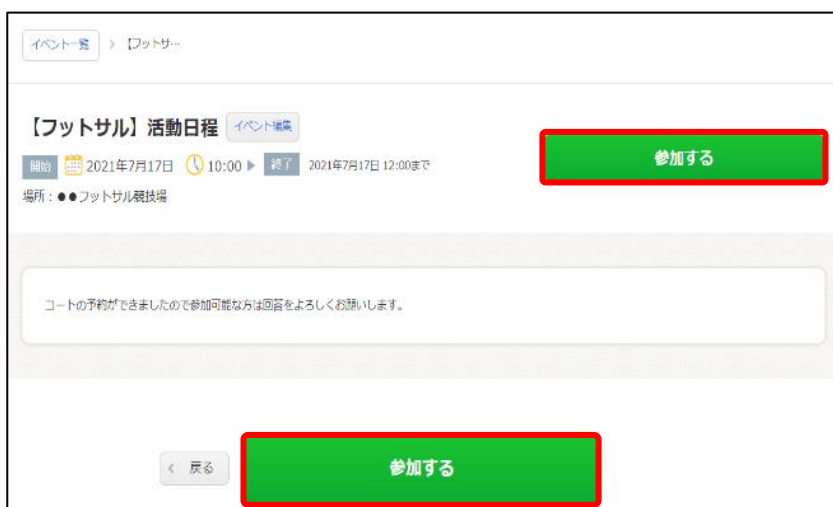 イベント一覧 > 【フットサ…
【フットサル】活動日程 イベント編集
参加する
開始 2021年7月17日 10:00 ▶ 終了 2021年7月17日 12:00まで
場所：●●フットサル競技場
コートの予約ができましたので参加可能な方は回答をよろしくお願いします。
< 戻る 参加する